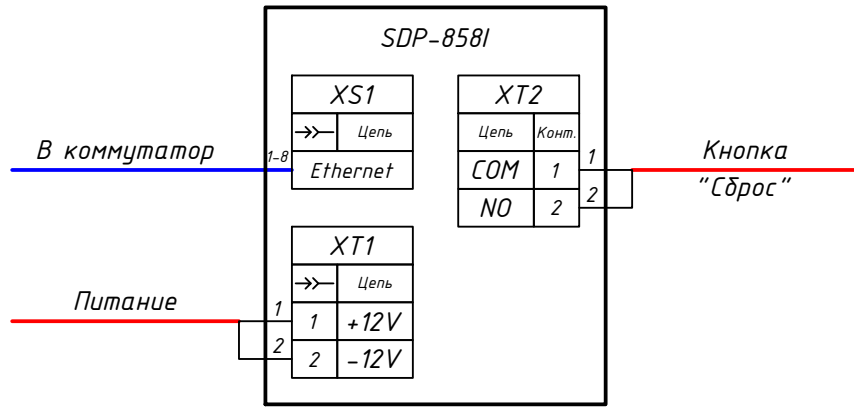 SDP-858I
XS1
Цепь
1-8
Ethernet
В коммутатор
XT2
Цепь Конт.
COM 1 1
NO 2 2
Кнопка
"Сброс"
XT1
Цепь
Питание
1 1 +12V
2 2 -12V